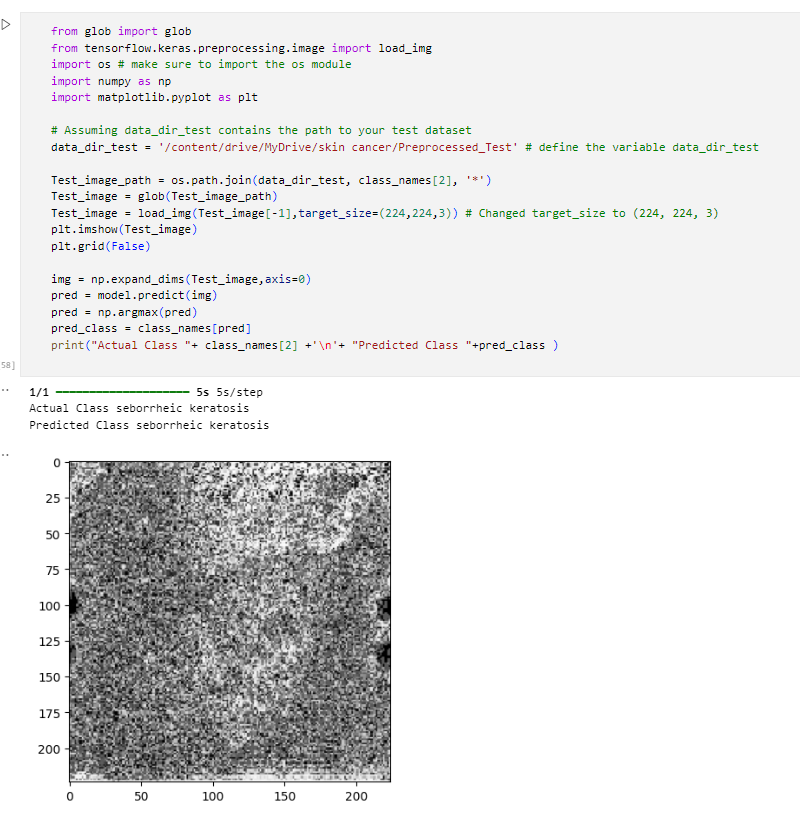 from glob import glob
from tensorflow.keras.preprocessing.image import load_img
import os # make sure to import the os module
import numpy as np
import matplotlib.pyplot as plt
# Assuming data_dir_test contains the path to your test dataset
data_dir_test = '/content/drive/MyDrive/skin cancer/Preprocessed_Test' # define the variable data_dir_test
Test_image_path = os.path.join(data_dir_test, class_names[2], '*')
Test_image = glob(Test_image_path)
Test_image = load_img(Test_image[-1],target_size=(224,224,3)) # Changed target_size to (224, 224, 3)
plt.imshow(Test_image)
plt.grid(False)
img = np.expand_dims(Test_image,axis=0)
pred = model.predict(img)
pred = np.argmax(pred)
pred_class = class_names[pred]
print("Actual Class "+ class_names[2] +'\n'+ "Predicted Class "+pred_class )
58]
1/1 ━━━━━━━━━━━━━━━━━━━━ 5s 5s/step
Actual Class seborrheic keratosis
Predicted Class seborrheic keratosis
0
25
50
75
100
125
150
175
200
0 50 100 150 200